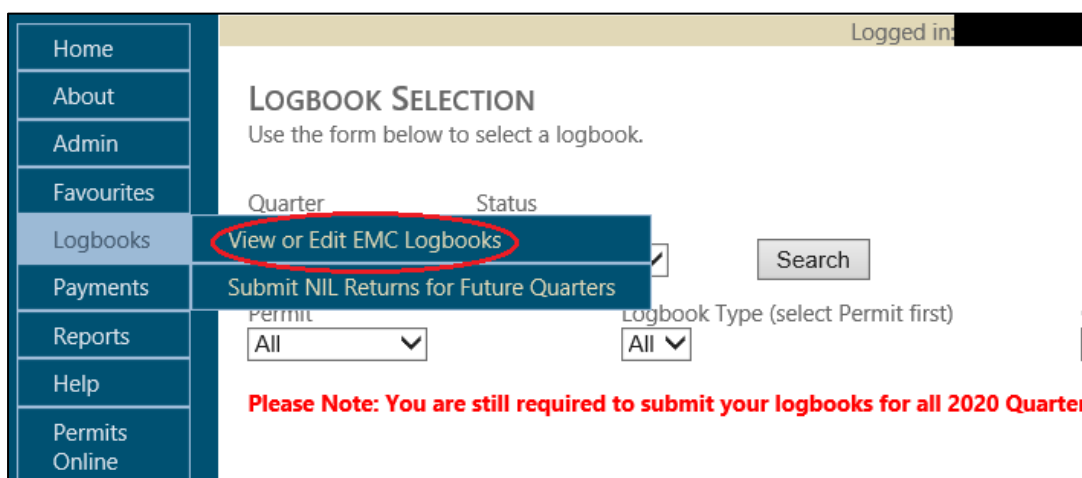 Logged in:
Home
About
Admin
Favourites
Logbooks
Payments
Reports
Help
Permits
Online
LOGBOOK SELECTION
Use the form below to select a logbook.
Quarter Status
View or Edit EMC Logbooks
Search
Submit NIL Returns for Future Quarters
Permit Logbook Type (select Permit first)
All All
Please Note: You are still required to submit your logbooks for all 2020 Quarter